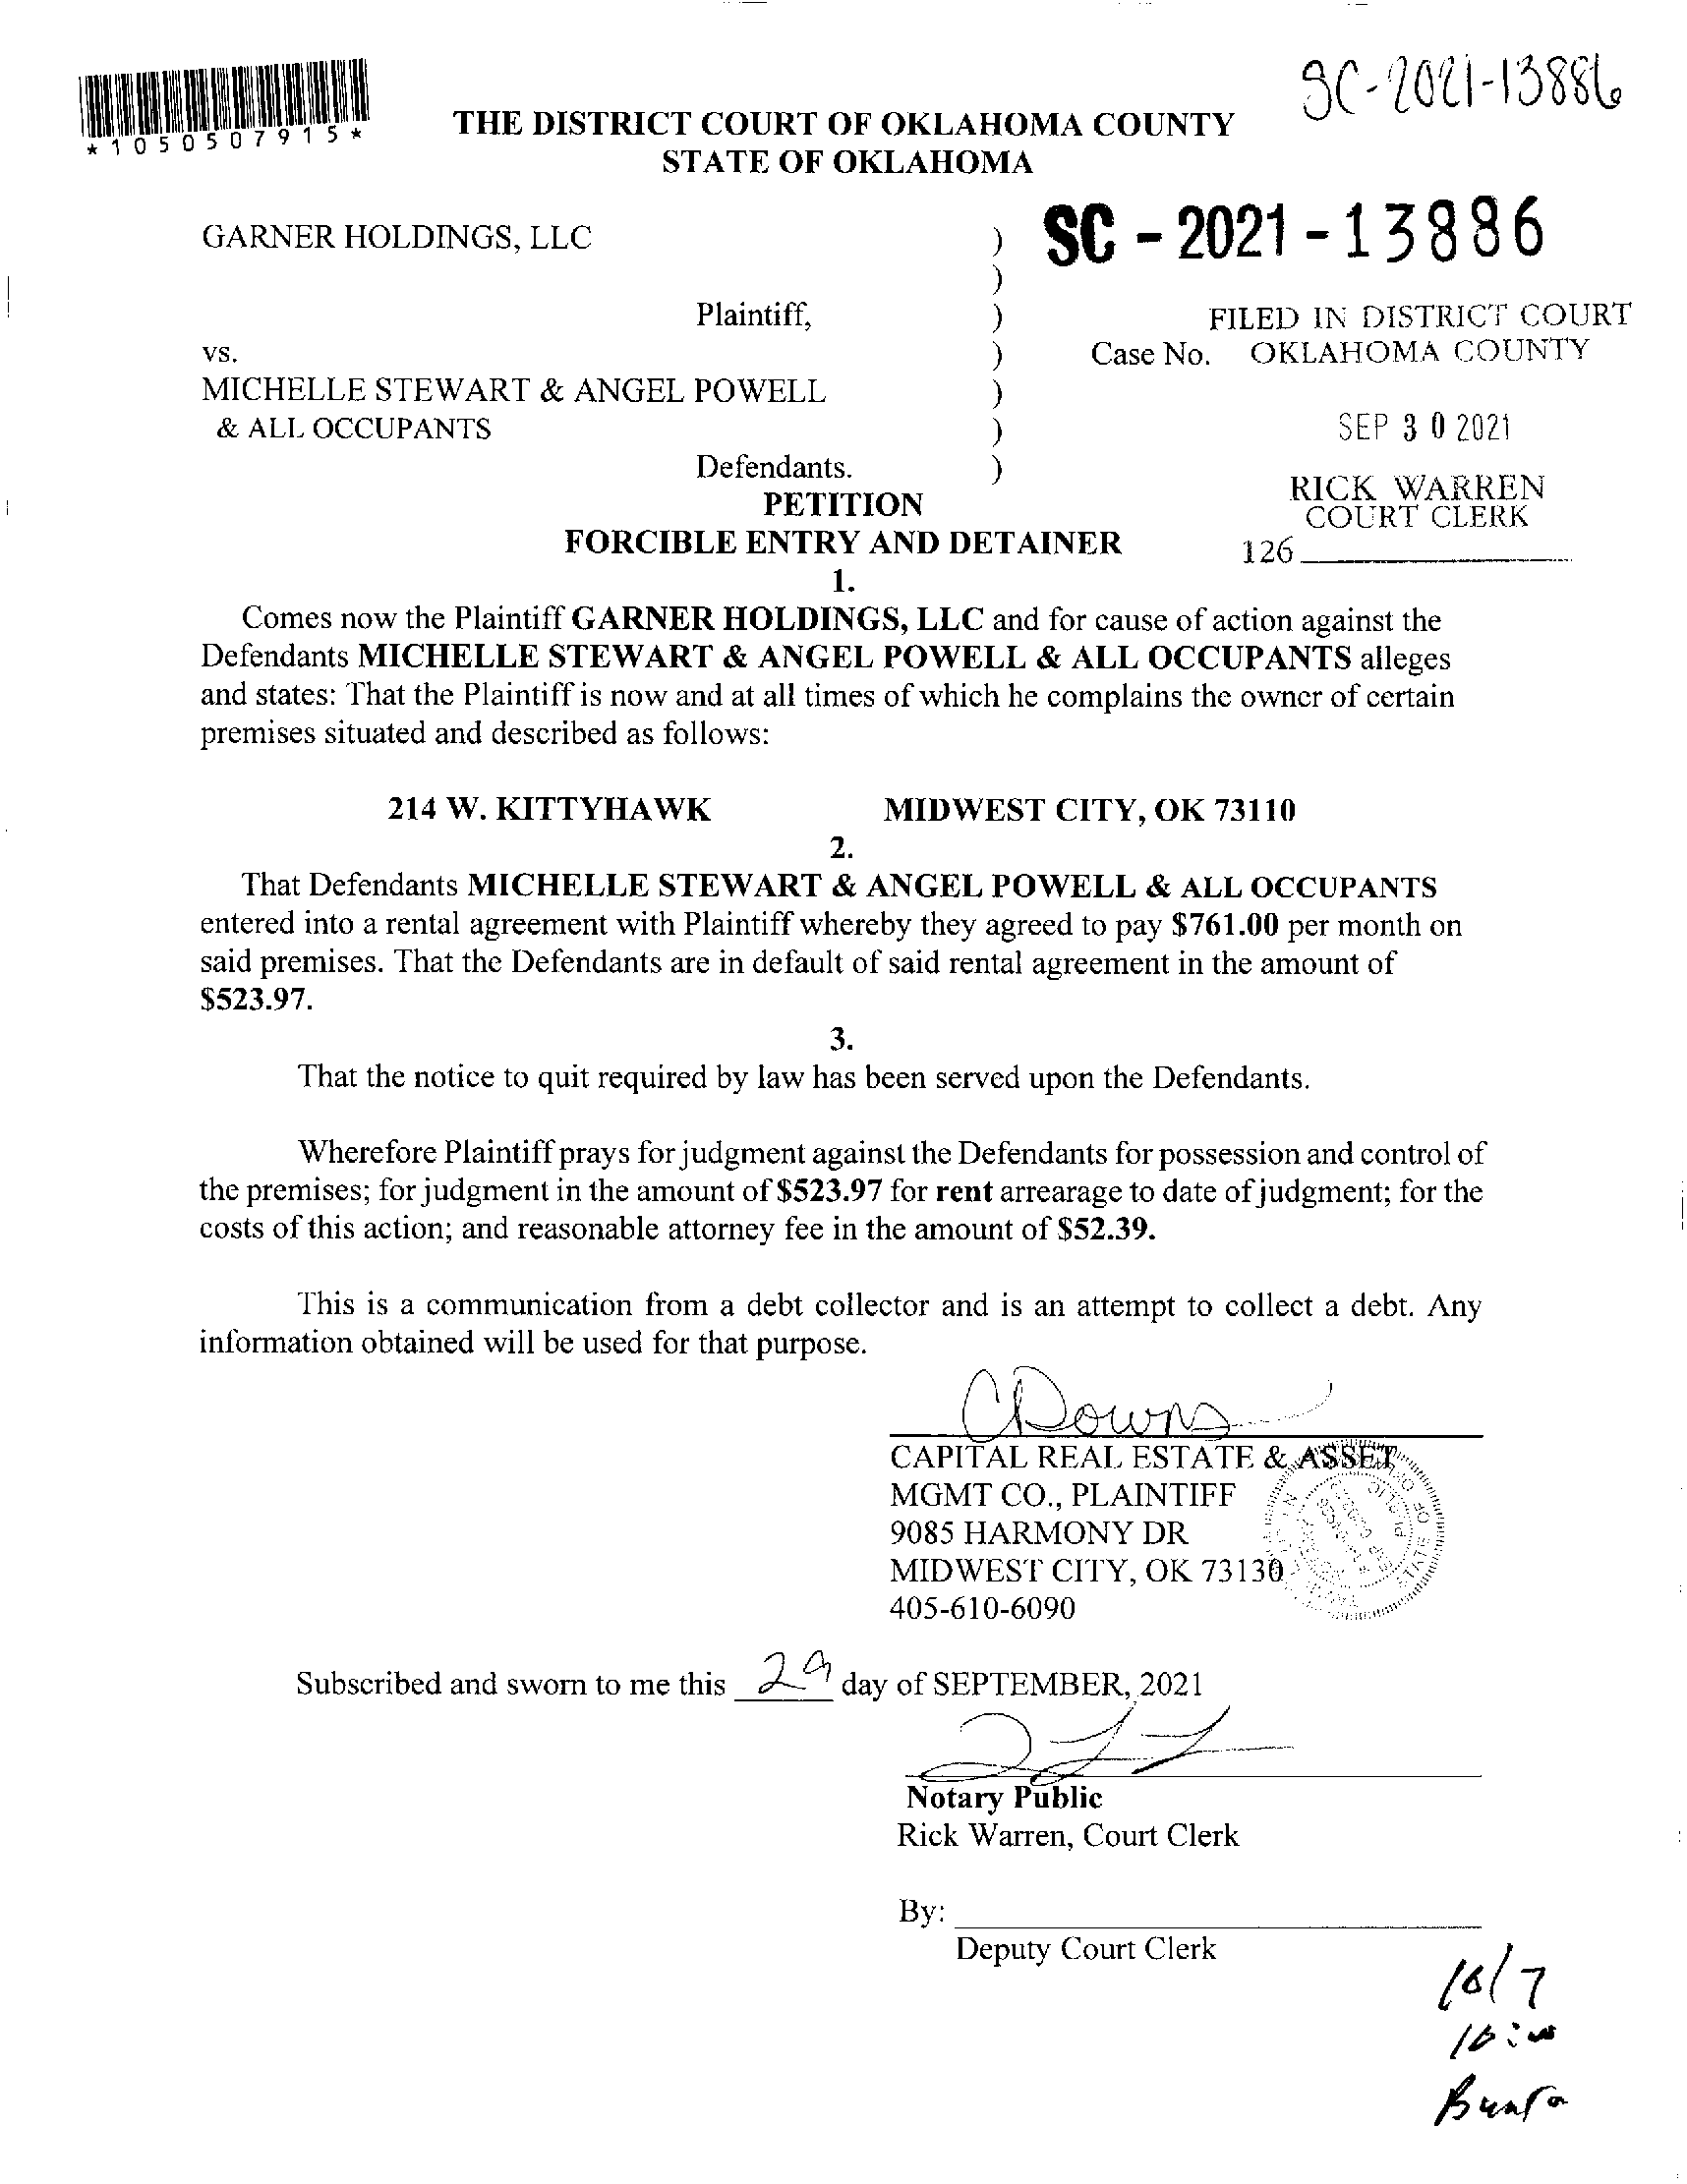 SC-2021-13886
*1050507915*
THE DISTRICT COURT OF OKLAHOMA COUNTY
STATE OF OKLAHOMA
GARNER HOLDINGS, LLC ) SC - 2021 - 13886
)
Plaintiff, ) FILED IN DISTRICT COURT
vs. ) Case No. OKLAHOMA COUNTY
MICHELLE STEWART & ANGEL POWELL )
& ALL OCCUPANTS ) SEP 30 2021
Defendants. )
RICK WARREN
PETITION
COURT CLERK
FORCIBLE ENTRY AND DETAINER
126
1.
Comes now the Plaintiff GARNER HOLDINGS, LLC and for cause of action against the
Defendants MICHELLE STEWART & ANGEL POWELL & ALL OCCUPANTS alleges
and states: That the Plaintiff is now and at all times of which he complains the owner of certain
premises situated and described as follows:
214 W. KITTYHAWK MIDWEST CITY, OK 73110
2.
That Defendants MICHELLE STEWART & ANGEL POWELL & ALL OCCUPANTS
entered into a rental agreement with Plaintiff whereby they agreed to pay $761.00 per month on
said premises. That the Defendants are in default of said rental agreement in the amount of
$523.97.
3.
That the notice to quit required by law has been served upon the Defendants.
Wherefore Plaintiff prays for judgment against the Defendants for possession and control of
the premises; for judgment in the amount of $523.97 for rent arrearage to date of judgment; for the
costs of this action; and reasonable attorney fee in the amount of $52.39.
This is a communication from a debt collector and is an attempt to collect a debt. Any
information obtained will be used for that purpose.
CDowns
CAPITAL REAL ESTATE & ASSET
MGMT CO., PLAINTIFF
9085 HARMONY DR
MIDWEST CITY, OK 73130
405-610-6090
Subscribed and sworn to me this 29 day of SEPTEMBER, 2021
Notary Public
Rick Warren, Court Clerk
By:
Deputy Court Clerk
10/7